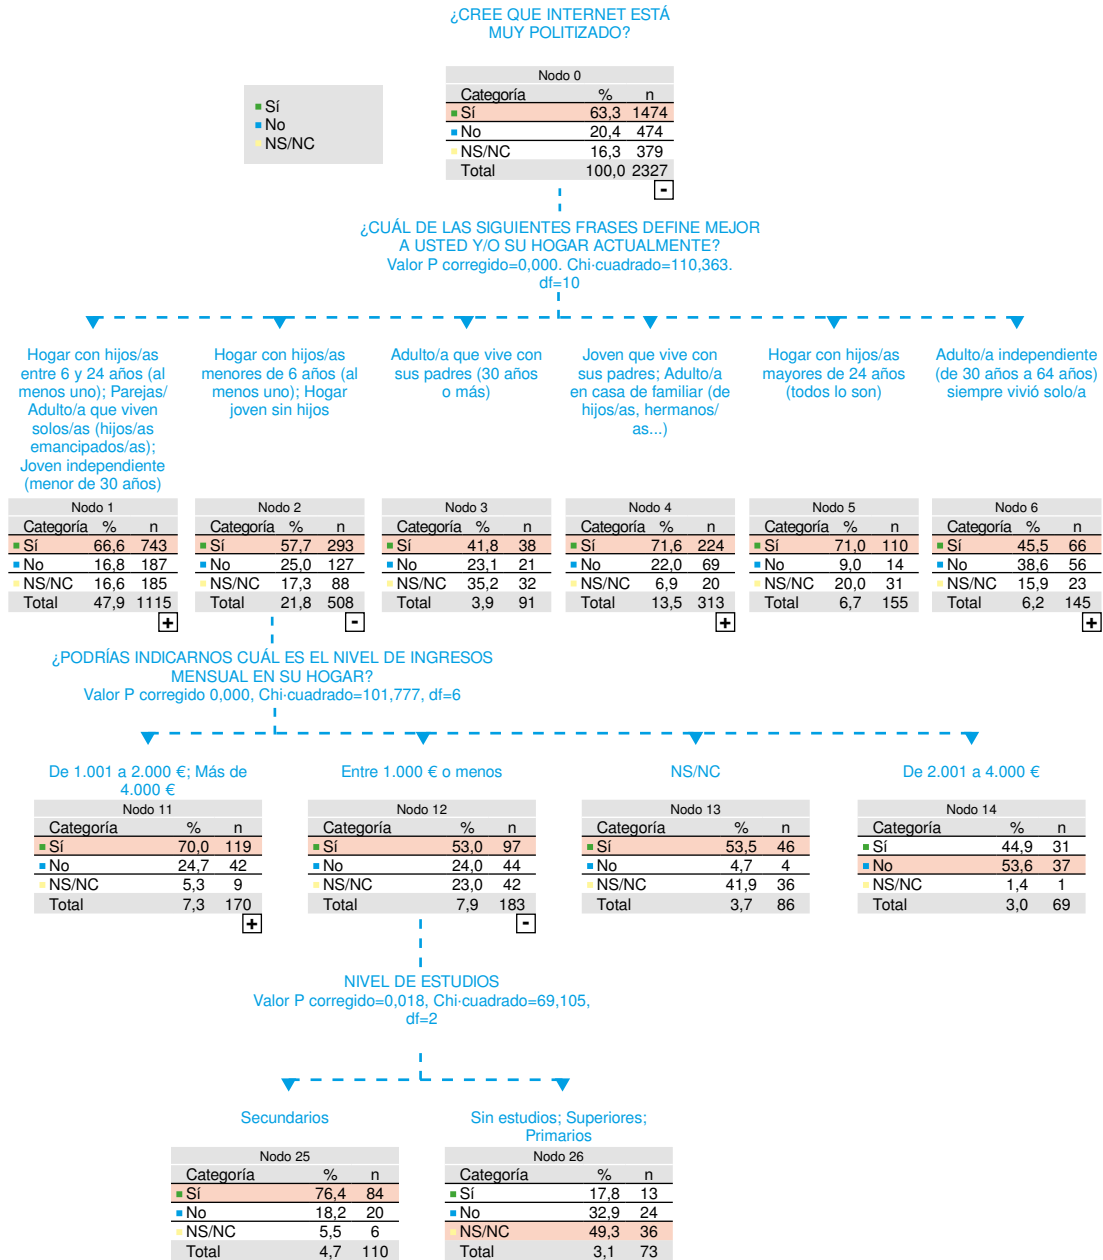 ¿CREE QUE INTERNET ESTÁ
MUY POLITIZADO?
Sí
No
NS/NC
Nodo 0
Categoría % n
Sí 63,3 1474
No 20,4 474
NS/NC 16,3 379
Total 100,0 2327
-
¿CUÁL DE LAS SIGUIENTES FRASES DEFINE MEJOR
A USTED Y/O SU HOGAR ACTUALMENTE?
Valor P corregido=0,000. Chi-cuadrado=110,363.
df=10
Hogar con hijos/as
entre 6 y 24 años (al
menos uno); Parejas/
Adulto/a que viven
solos/as (hijos/as
emancipados/as);
Joven independiente
(menor de 30 años)
Nodo 1
Categoría % n
Sí 66,6 743
No 16,8 187
NS/NC 16,6 185
Total 47,9 1115
+
Hogar con hijos/as
menores de 6 años (al
menos uno); Hogar
joven sin hijos
Nodo 2
Categoría % n
Sí 57,7 293
No 25,0 127
NS/NC 17,3 88
Total 21,8 508
-
Adulto/a que vive con
sus padres (30 años
o más)
Nodo 3
Categoría % n
Sí 41,8 38
No 23,1 21
NS/NC 35,2 32
Total 3,9 91
Joven que vive con
sus padres; Adulto/a
en casa de familiar (de
hijos/as, hermanos/
as...)
Nodo 4
Categoría % n
Sí 71,6 224
No 22,0 69
NS/NC 6,9 20
Total 13,5 313
+
Hogar con hijos/as
mayores de 24 años
(todos lo son)
Nodo 5
Categoría % n
Sí 71,0 110
No 9,0 14
NS/NC 20,0 31
Total 6,7 155
Adulto/a independiente
(de 30 años a 64 años)
siempre vivió solo/a
Nodo 6
Categoría % n
Sí 45,5 66
No 38,6 56
NS/NC 15,9 23
Total 6,2 145
+
¿PODRÍAS INDICARNOS CUÁL ES EL NIVEL DE INGRESOS
MENSUAL EN SU HOGAR?
Valor P corregido 0,000, Chi-cuadrado=101,777, df=6
De 1.001 a 2.000 €; Más de
4.000 €
Nodo 11
Categoría % n
Sí 70,0 119
No 24,7 42
NS/NC 5,3 9
Total 7,3 170
+
Entre 1.000 € o menos
Nodo 12
Categoría % n
Sí 53,0 97
No 24,0 44
NS/NC 23,0 42
Total 7,9 183
-
NS/NC
Nodo 13
Categoría % n
Sí 53,5 46
No 4,7 4
NS/NC 41,9 36
Total 3,7 86
De 2.001 a 4.000 €
Nodo 14
Categoría % n
Sí 44,9 31
No 53,6 37
NS/NC 1,4 1
Total 3,0 69
NIVEL DE ESTUDIOS
Valor P corregido=0,018, Chi-cuadrado=69,105,
df=2
Secundarios
Nodo 25
Categoría % n
Sí 76,4 84
No 18,2 20
NS/NC 5,5 6
Total 4,7 110
Sin estudios; Superiores;
Primarios
Nodo 26
Categoría % n
Sí 17,8 13
No 32,9 24
NS/NC 49,3 36
Total 3,1 73